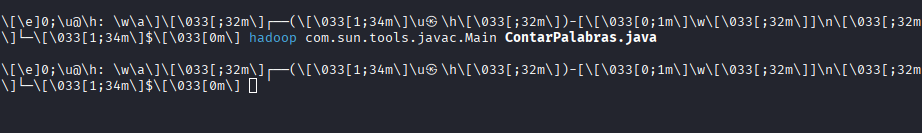 \[\e]0;\u@\h: \w\a\]\[\033[;32m\]┌──(\[\033[1;34m\]\u㉿\h\[\033[;32m\])-[\[\033[0;1m\]\w\[\033[;32m\]]\n\[\033[;32m
\]└─\[\033[1;34m\]$\[\033[0m\] hadoop com.sun.tools.javac.Main ContarPalabras.java
\[\e]0;\u@\h: \w\a\]\[\033[;32m\]┌──(\[\033[1;34m\]\u㉿\h\[\033[;32m\])-[\[\033[0;1m\]\w\[\033[;32m\]]\n\[\033[;32m
\]└─\[\033[1;34m\]$\[\033[0m\]